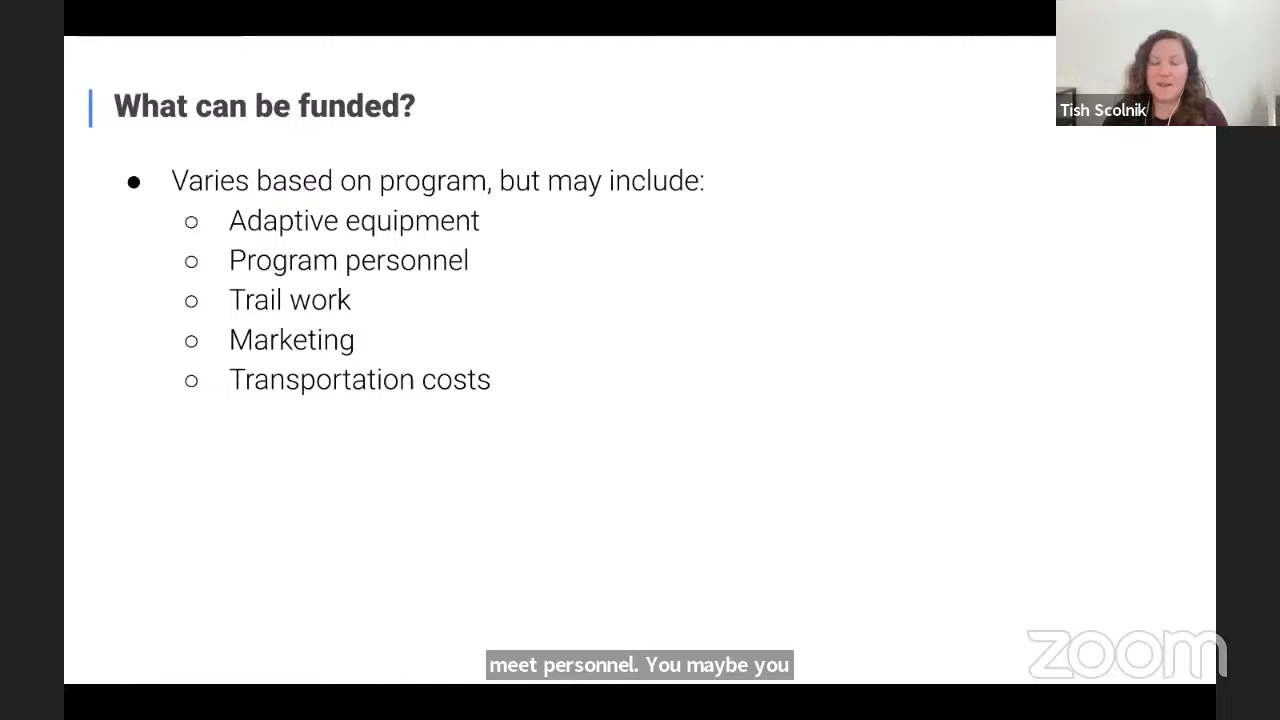 What can be funded?
Tish Scolnik
● Varies based on program, but may include:
○ Adaptive equipment
○ Program personnel
○ Trail work
○ Marketing
○ Transportation costs
meet personnel. You maybe you
zoom